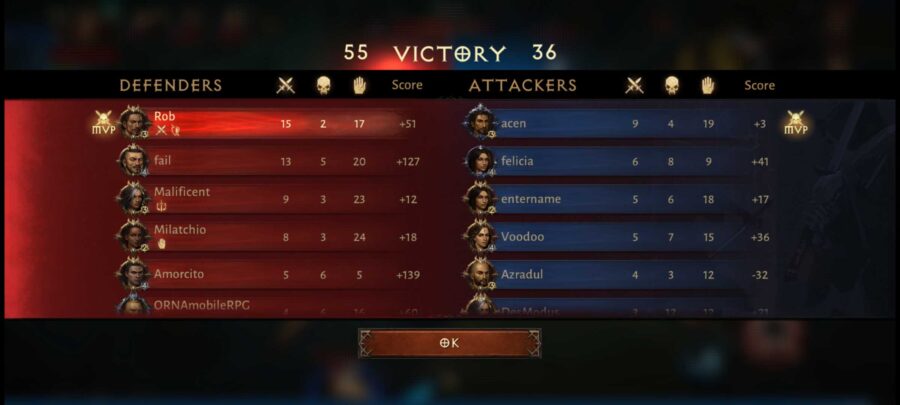 55 VICTORY 36
DEFENDERS Score ATTACKERS Score
MVP Rob 15 2 17 +51 acen 9 4 19 +3 MVP
fail 13 5 20 +127 felicia 6 8 9 +41
Malificent 9 3 23 +12 entername 5 6 18 +17
Milatchio 8 3 24 +18 Voodoo 5 7 15 +36
Amorcito 5 6 5 +139 Azradul 4 3 12 -32
ORNAmobileRPG
OK